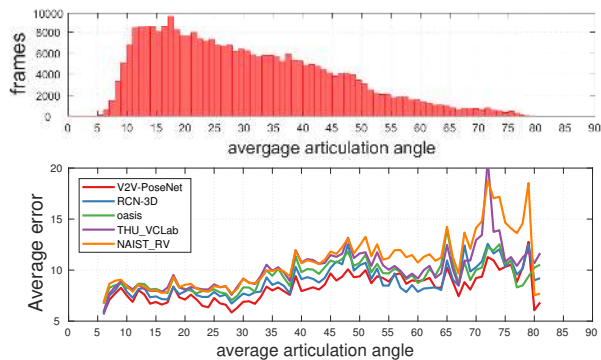 10000
8000
6000
4000
2000
0
frames
0 5 10 15 20 25 30 35 40 45 50 55 60 65 70 75 80 85 90
avergage articulation angle
20
15
10
5
Average error
V2V-PoseNet
RCN-3D
oasis
THU_VCLab
NAIST_RV
0 5 10 15 20 25 30 35 40 45 50 55 60 65 70 75 80 85 90
average articulation angle